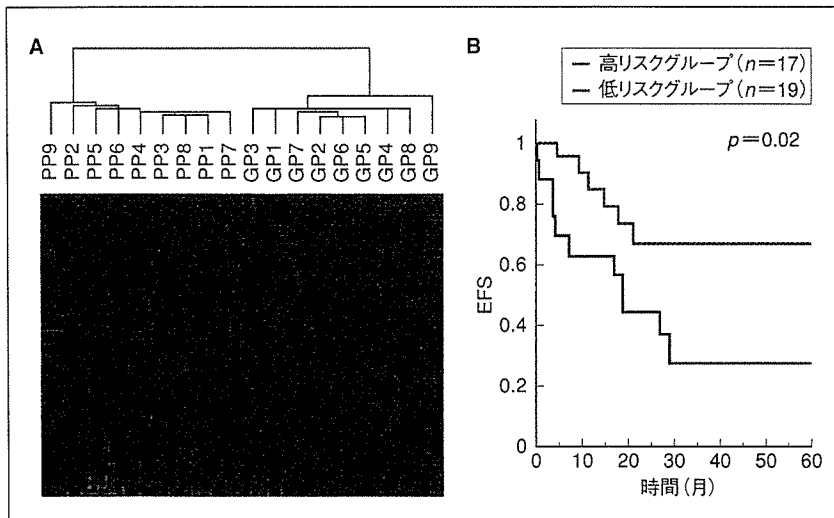 A
PP9 PP2 PP5 PP6 PP4 PP3 PP8 PP1 PP7 GP3 GP1 GP7 GP2 GP6 GP5 GP4 GP8 GP9
B
高リスクグループ(n=17)
低リスクグループ(n=19)
p=0.02
EFS
1
0.8
0.6
0.4
0.2
0
0 10 20 30 40 50 60
時間(月)